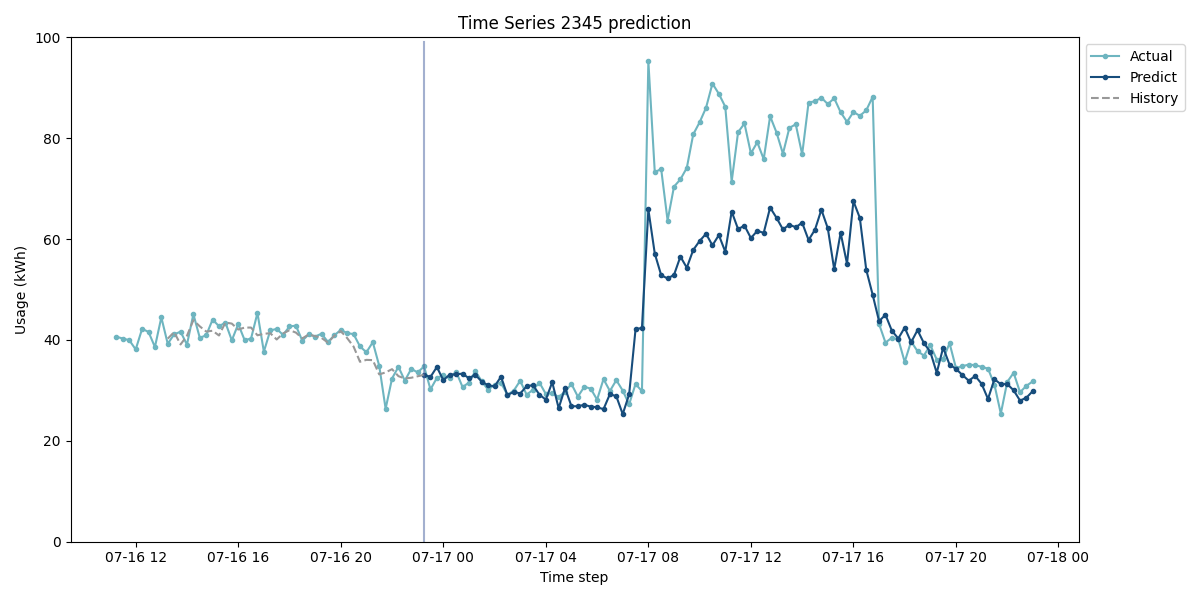 Time Series 2345 prediction
100
80
60
40
20
0
Usage (kWh)
07-16 12
07-16 16
07-16 20
07-17 00
07-17 04
07-17 08
07-17 12
07-17 16
07-17 20
07-18 00
Time step
Actual
Predict
History